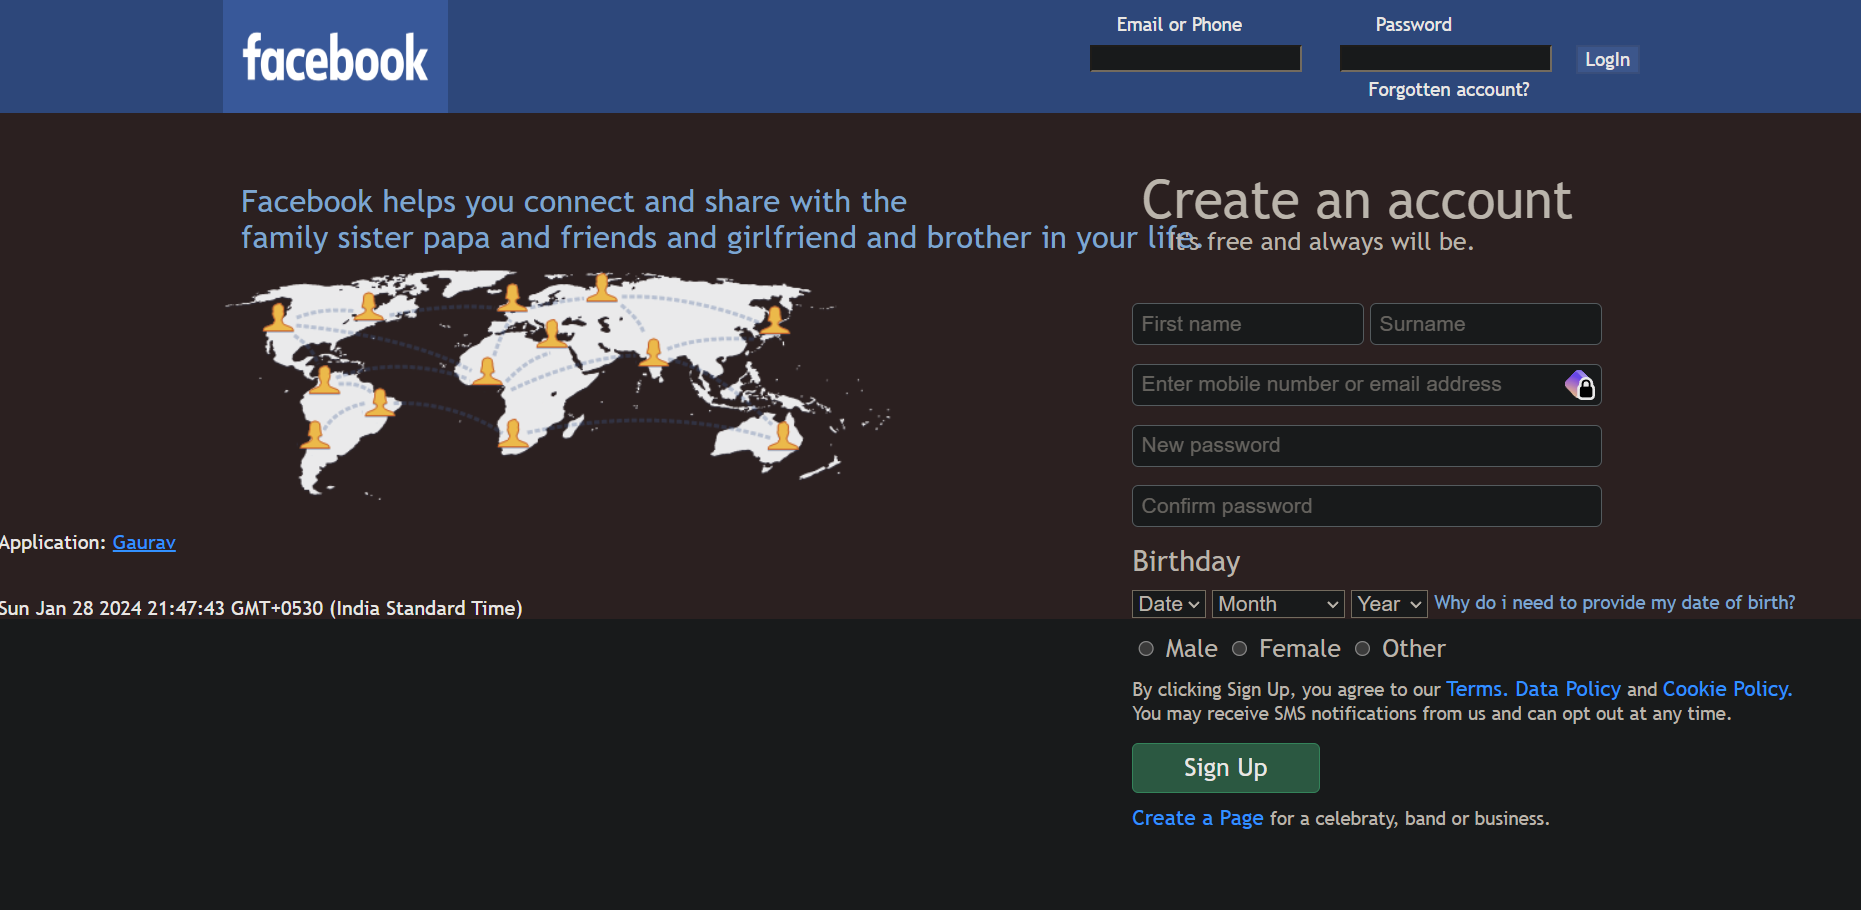 facebook
Email or Phone
Password
LogIn
Forgotten account?
Facebook helps you connect and share with the
family sister papa and friends and girlfriend and brother in your life.
Create an account
It's free and always will be.
First name
Surname
Enter mobile number or email address
New password
Confirm password
Application: Gaurav
Sun Jan 28 2024 21:47:43 GMT+0530 (India Standard Time)
Birthday
Date Month Year Why do i need to provide my date of birth?
Male Female Other
By clicking Sign Up, you agree to our Terms. Data Policy and Cookie Policy.
You may receive SMS notifications from us and can opt out at any time.
Sign Up
Create a Page for a celebraty, band or business.